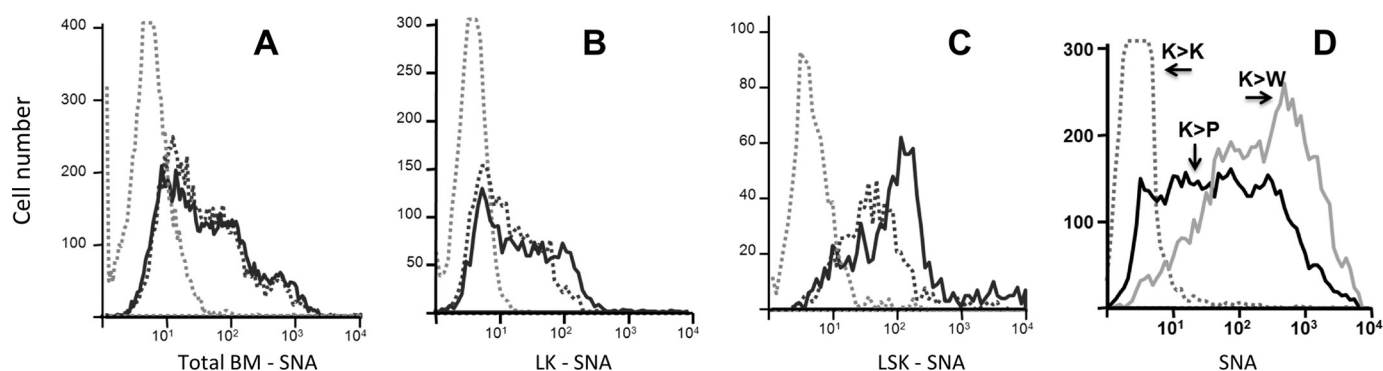 A
B
C
D
Cell number
400
300
200
100
10¹ 10² 10³ 10⁴
Total BM - SNA
300
250
200
150
100
50
10¹ 10² 10³ 10⁴
LK - SNA
100
80
60
40
20
10¹ 10² 10³ 10⁴
LSK - SNA
300
200
100
K>K
K>W
K>P
10¹ 10² 10³ 10⁴
SNA